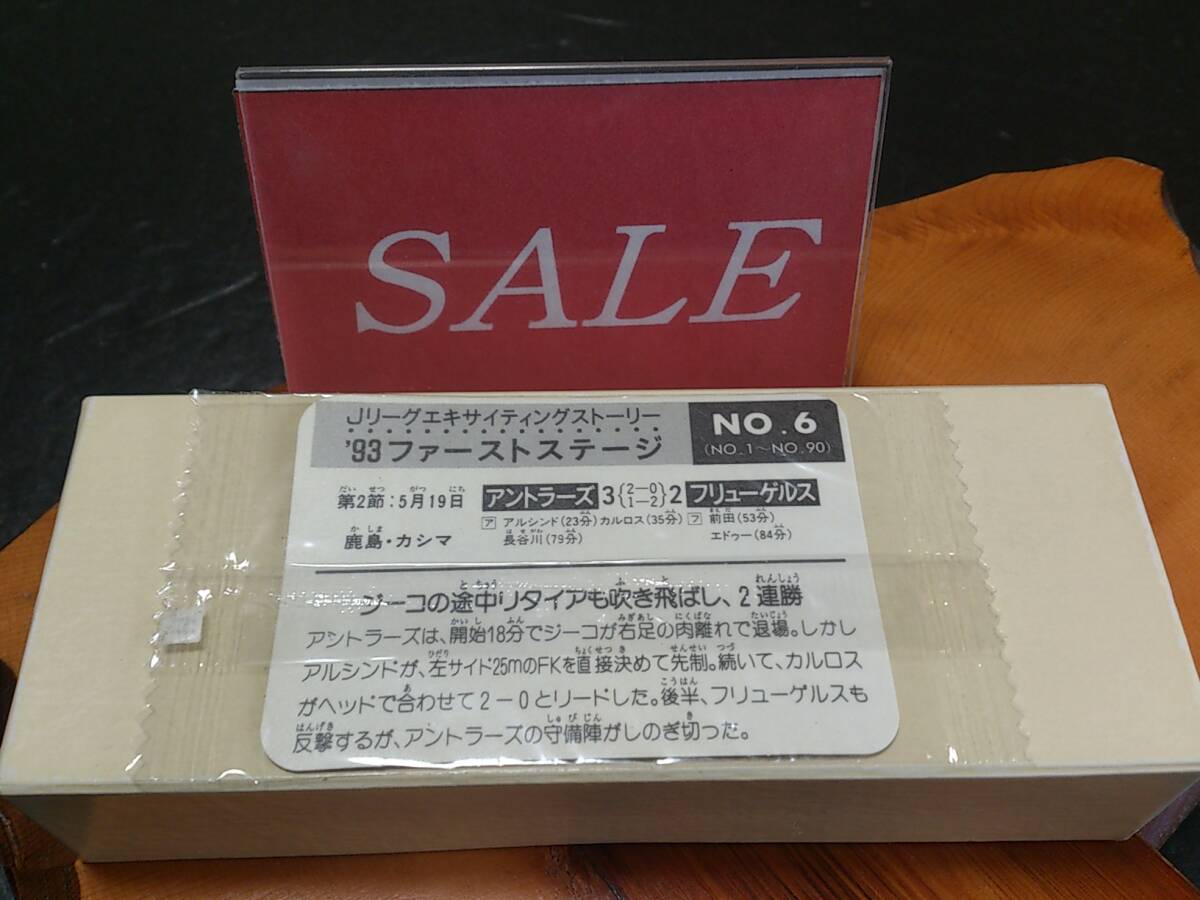 SALE
Jリーグエキサイティングストーリー
'93ファーストステージ
NO.6
(NO.1〜NO.90)
だい せつ がつ にち
第2節:5月19日 アントラーズ 3{2-0 1-2}2 フリューゲルス
ア アルシンド(23分)カルロス(35分) フ 前田(53分)
鹿島・カシマ 長谷川(79分) エドゥー(84分)
ジーコの途中リタイアも吹き飛ばし、2連勝
アントラーズは、開始18分でジーコが右足の肉離れで退場。しかし
アルシンドが、左サイド25mのFKを直接決めて先制。続いて、カルロス
がヘッドで合わせて2-0とリードした。後半、フリューゲルスも
反撃するが、アントラーズの守備陣がしのぎ切った。